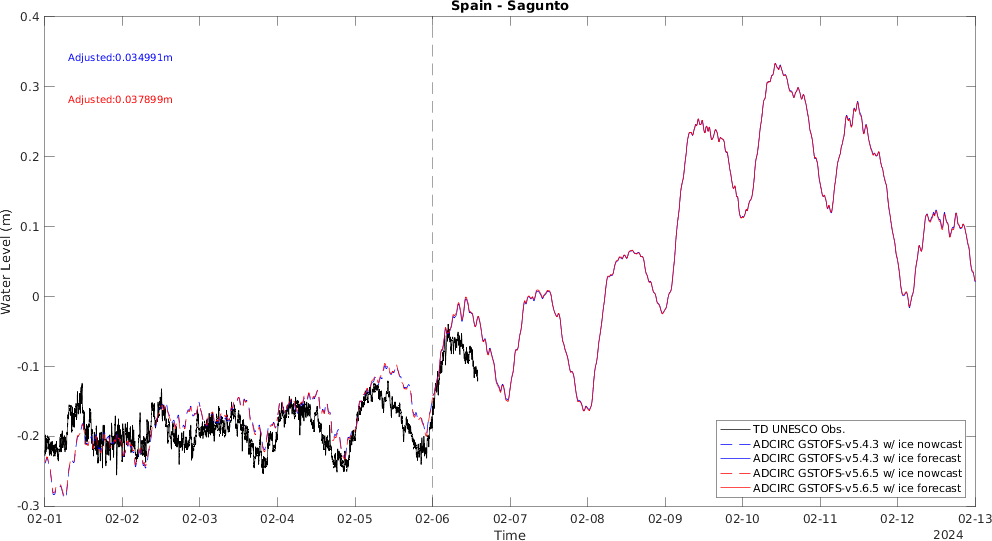 Spain - Sagunto
0.4
0.3
0.2
0.1
0
-0.1
-0.2
-0.3
Water Level (m)
Adjusted:0.034991m
Adjusted:0.037899m
TD UNESCO Obs.
ADCIRC GSTOFS-v5.4.3 w/ ice nowcast
ADCIRC GSTOFS-v5.4.3 w/ ice forecast
ADCIRC GSTOFS-v5.6.5 w/ ice nowcast
ADCIRC GSTOFS-v5.6.5 w/ ice forecast
02-01 02-02 02-03 02-04 02-05 02-06 02-07 02-08 02-09 02-10 02-11 02-12 02-13
Time
2024